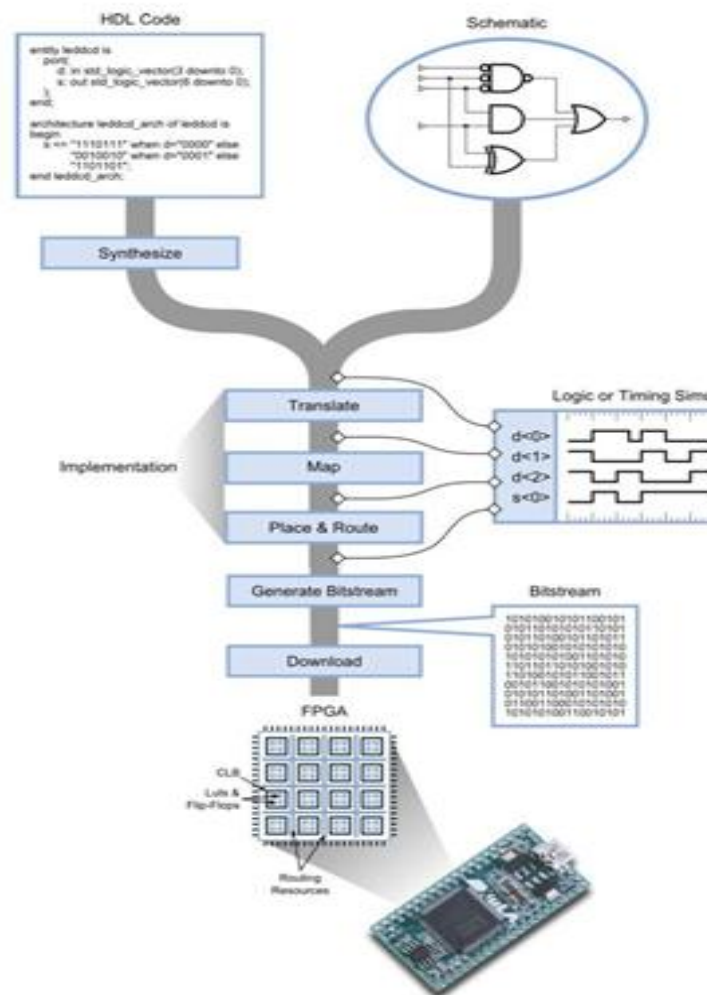 HDL Code
entity leddcd is
port(
d: in std_logic_vector(3 downto 0);
s: out std_logic_vector(6 downto 0);
);
end;
architecture leddcd_arch of leddcd is
begin
s <= "1110111" when d="0000" else
"0010010" when d="0001" else
"1101101";
end leddcd_arch;
Schematic
Synthesize
Translate
Implementation
Map
Place & Route
Logic or Timing Simu
d<0>
d<1>
d<2>
s<0>
Generate Bitstream
Bitstream
Download
FPGA
CLB
Luts &
Flip-Flops
Routing
Resources